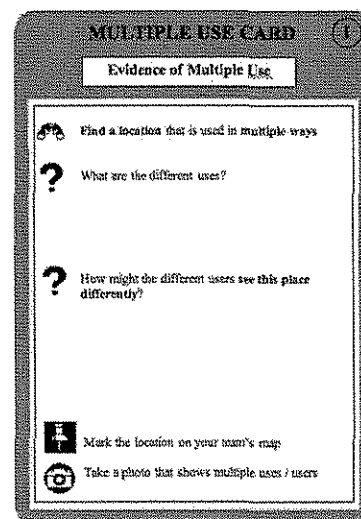 MULTIPLE USE CARD
1
Evidence of Multiple Use
Find a location that is used in multiple ways
What are the different uses?
How might the different users see this place
differently?
Mark the location on your team's map
Take a photo that shows multiple uses / users